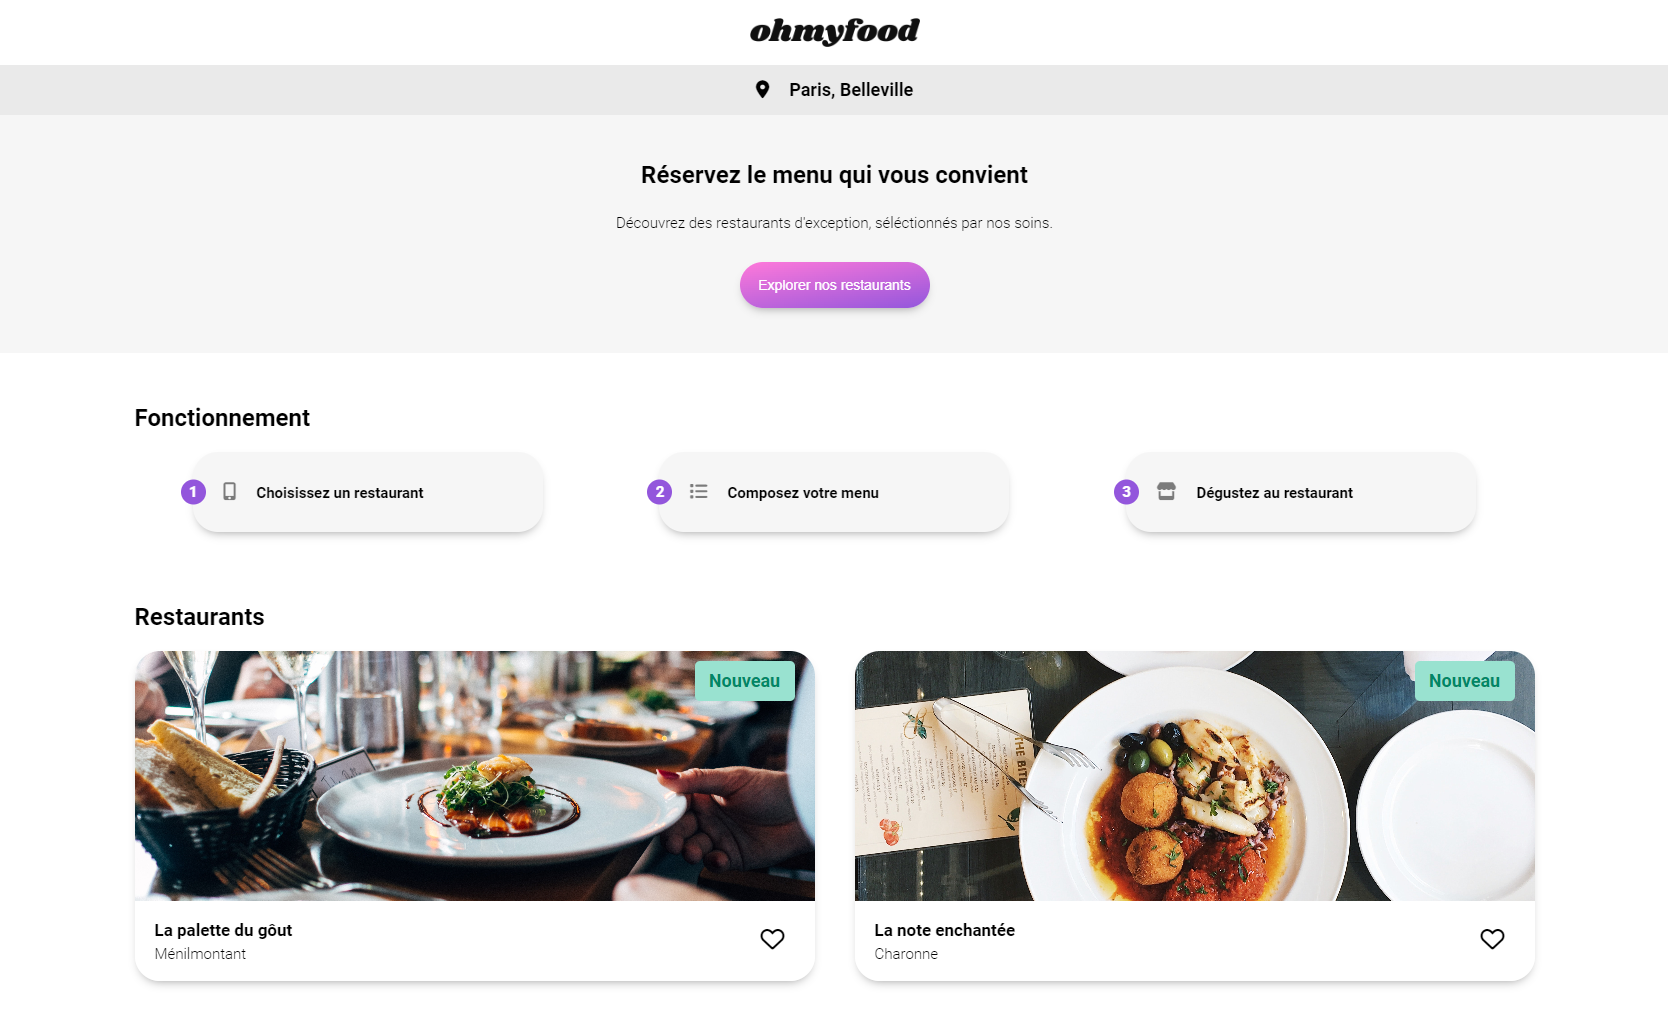 ohmyfood
Paris, Belleville
Réservez le menu qui vous convient
Découvrez des restaurants d'exception, séléctionnés par nos soins.
Explorer nos restaurants
Fonctionnement
1 Choisissez un restaurant
2 Composez votre menu
3 Dégustez au restaurant
Restaurants
Nouveau
THE BITE
La palette du gôut
Ménilmontant
Nouveau
La note enchantée
Charonne